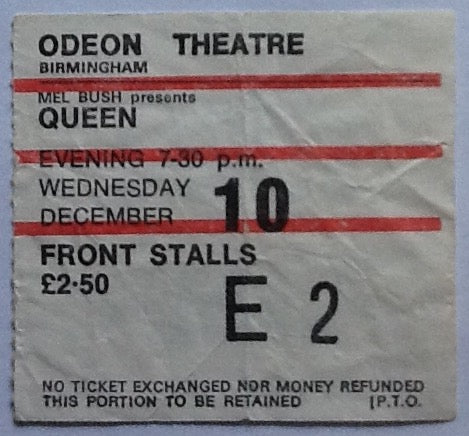 ODEON THEATRE
BIRMINGHAM
MEL BUSH presents
QUEEN
EVENING 7-30 p.m.
WEDNESDAY
DECEMBER 10
FRONT STALLS
£2·50
E 2
NO TICKET EXCHANGED NOR MONEY REFUNDED
THIS PORTION TO BE RETAINED [P.T.O.